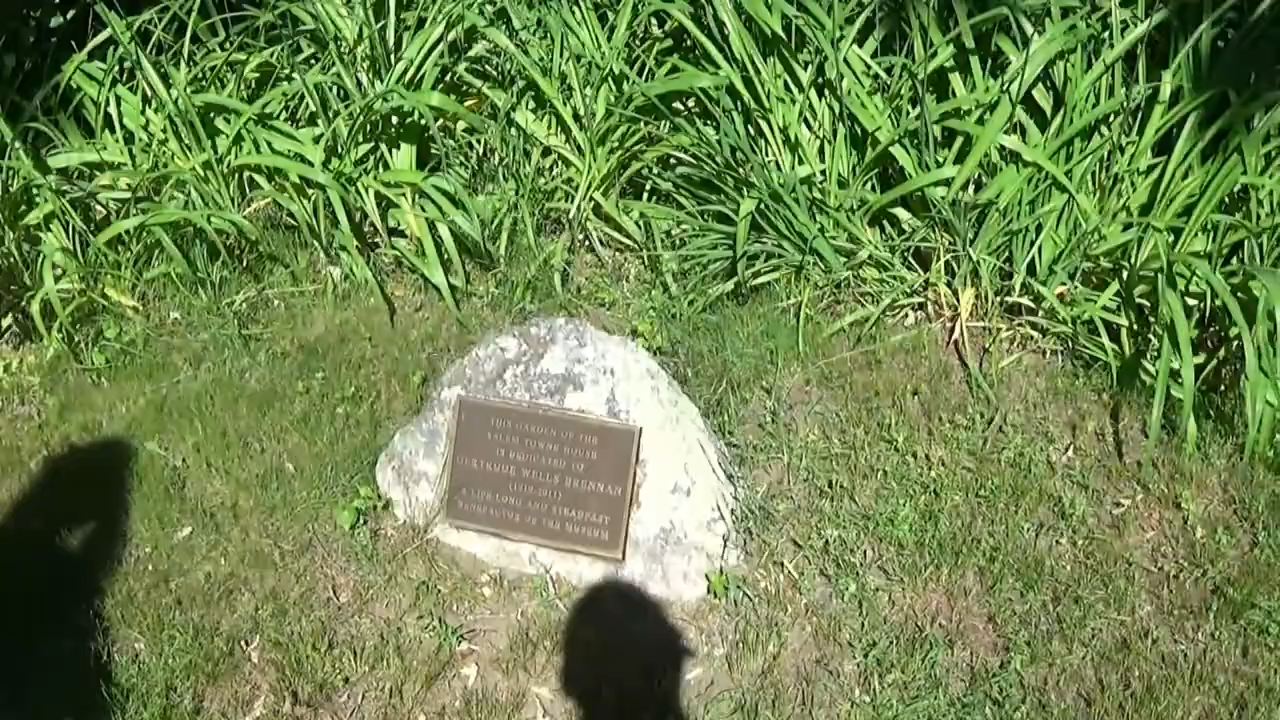 THIS GARDEN OF THE
SALEM TOWNE HOUSE
IS DEDICATED TO
GERTRUDE WELLS BRENNAN
A LIFE-LONG AND STEADFAST
BENEFACTOR OF THE MUSEUM